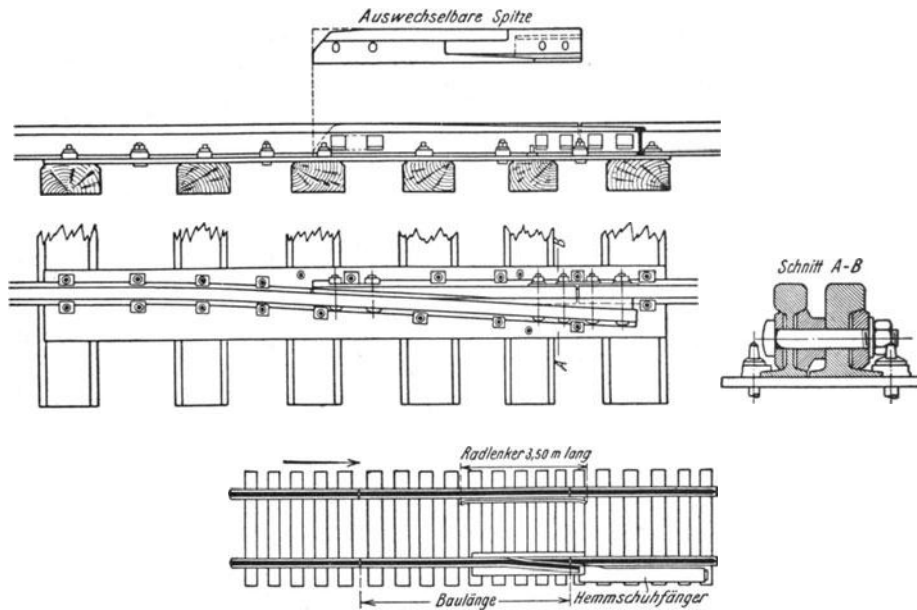 Auswechselbare Spitze
B
A
Schnitt A-B
Radlenker 3,50 m lang
Baulänge
Hemmschuhfänger